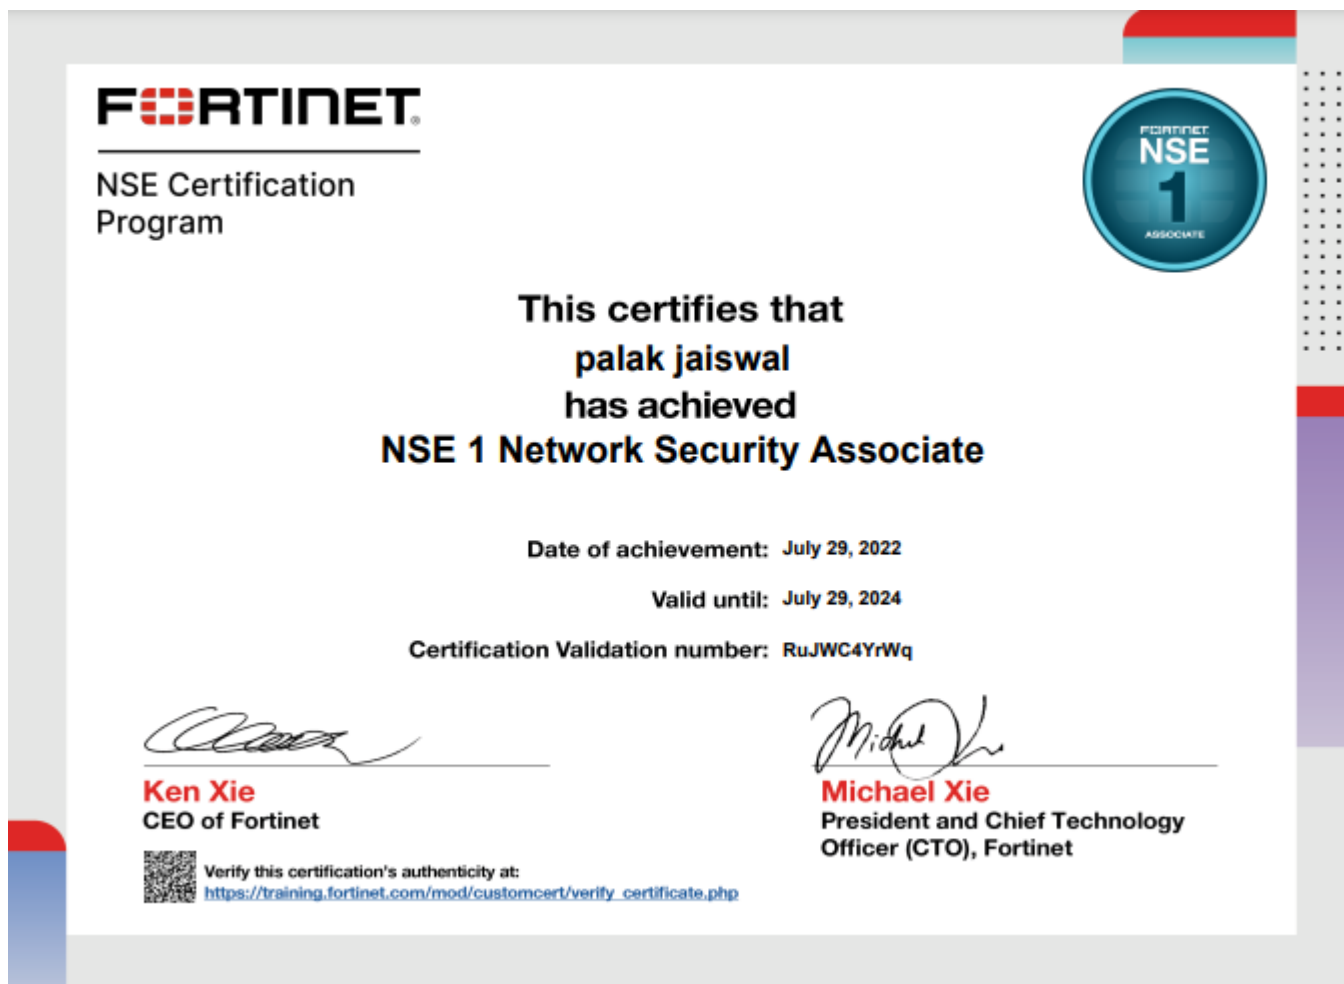 FORTINET
NSE Certification
Program
FORTINET
NSE
1
ASSOCIATE
This certifies that
palak jaiswal
has achieved
NSE 1 Network Security Associate
Date of achievement: July 29, 2022
Valid until: July 29, 2024
Certification Validation number: RuJWC4YrWq
Michael Xie
Ken Xie
CEO of Fortinet
Michael Xie
President and Chief Technology
Officer (CTO), Fortinet
Verify this certification's authenticity at:
https://training.fortinet.com/mod/customcert/verify_certificate.php